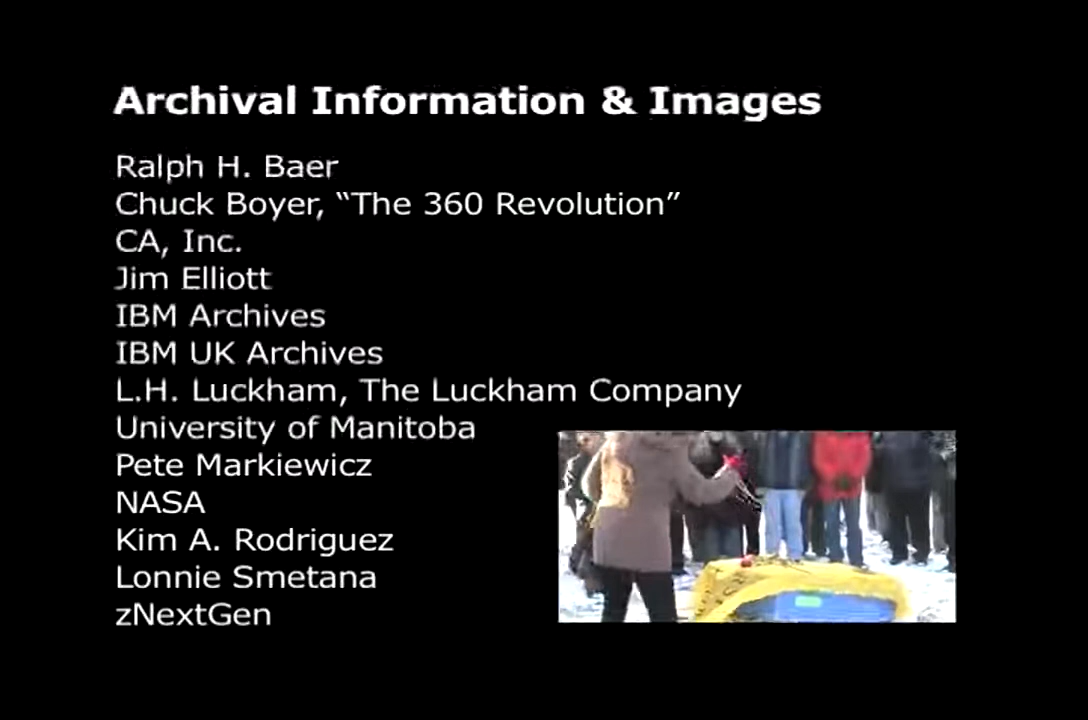 Archival Information & Images
Ralph H. Baer
Chuck Boyer, “The 360 Revolution”
CA, Inc.
Jim Elliott
IBM Archives
IBM UK Archives
L.H. Luckham, The Luckham Company
University of Manitoba
Pete Markiewicz
NASA
Kim A. Rodriguez
Lonnie Smetana
zNextGen